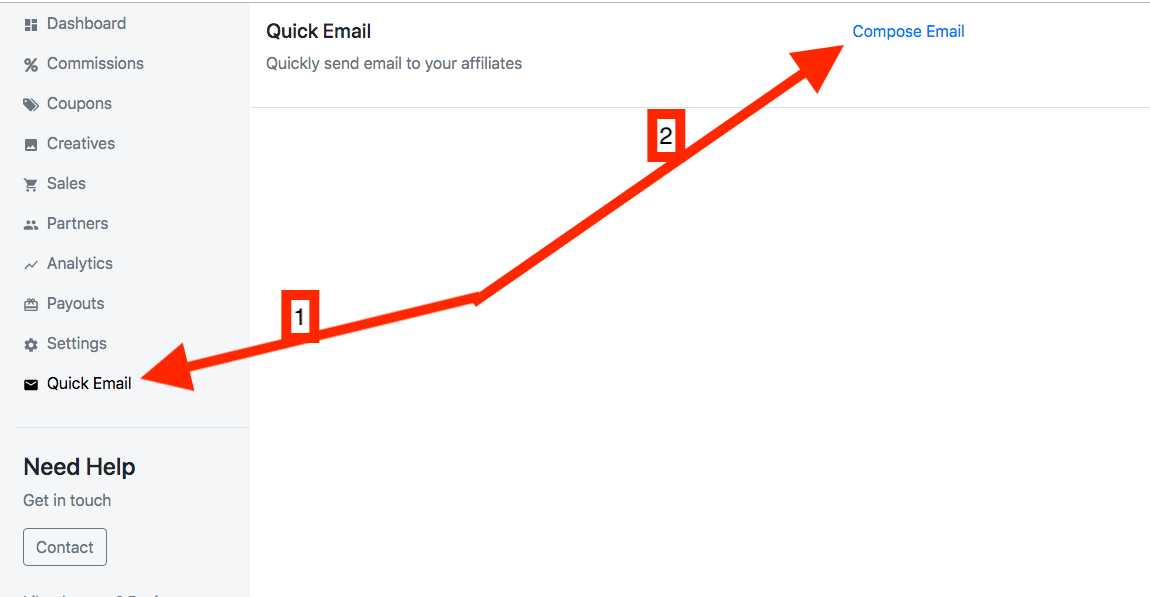 Dashboard
Commissions
Coupons
Creatives
Sales
Partners
Analytics
Payouts
Settings
Quick Email
Need Help
Get in touch
Contact
Quick Email
Compose Email
Quickly send email to your affiliates
2
1